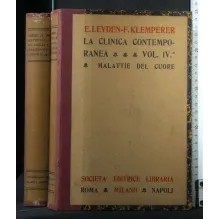 E. LEYDEN-F. KLEMPERER
LA CLINICA CONTEMPO-
RANEA VOL. IV.º
MALATTIE DEL CUORE
SOCIETÀ EDITRICE LIBRARIA
ROMA MILANO NAPOLI